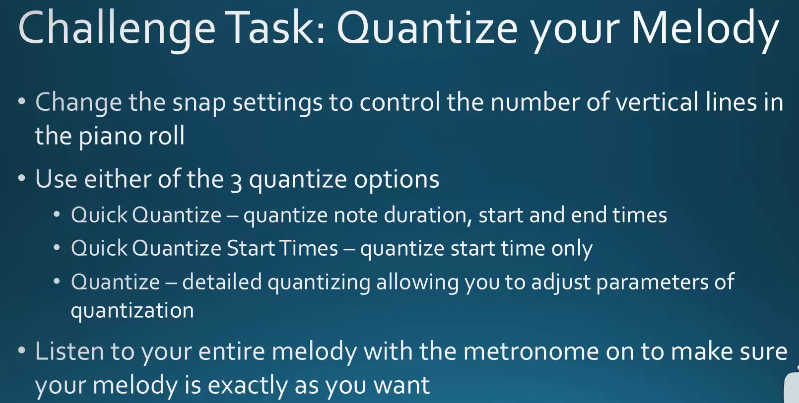 Challenge Task: Quantize your Melody
• Change the snap settings to control the number of vertical lines in
the piano roll
• Use either of the 3 quantize options
• Quick Quantize – quantize note duration, start and end times
• Quick Quantize Start Times – quantize start time only
• Quantize – detailed quantizing allowing you to adjust parameters of
quantization
• Listen to your entire melody with the metronome on to make sure
your melody is exactly as you want